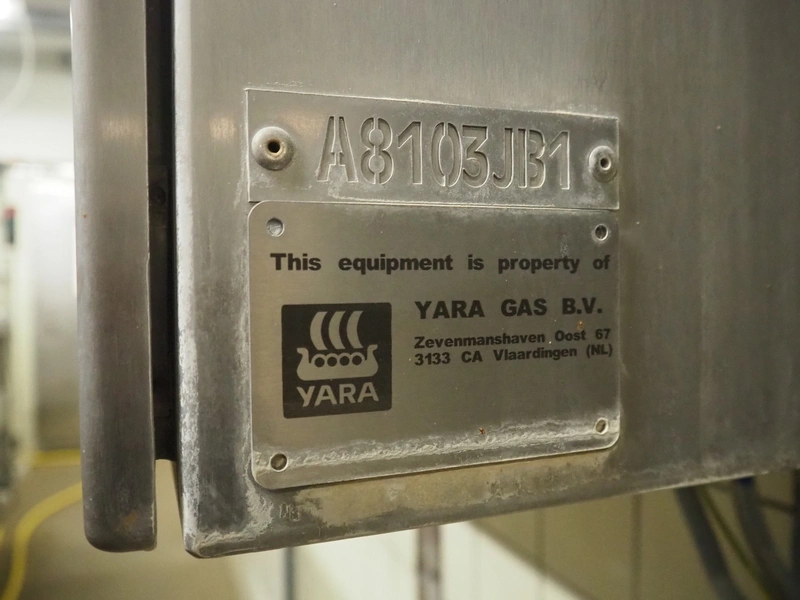 A8103JB1
This equipment is property of
YARA GAS B.V.
Zevenmanshaven Oost 67
3133 CA Vlaardingen (NL)
YARA